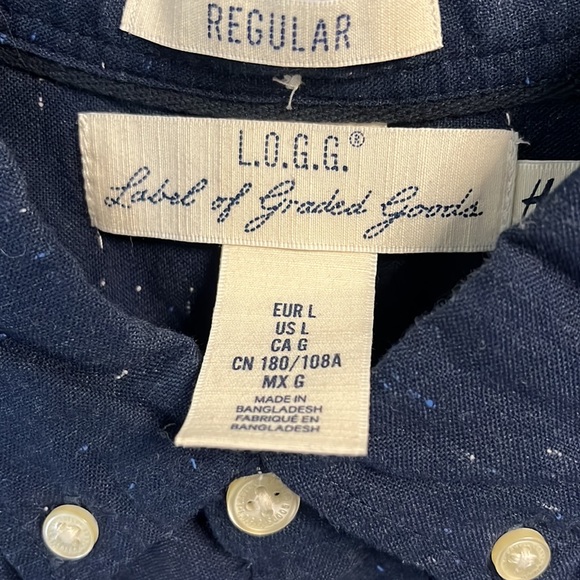 REGULAR
L.O.G.G.®
Label of Graded Goods
H
EUR L
US L
CA G
CN 180/108A
MX G
MADE IN
BANGLADESH
FABRIQUÉ EN
BANGLADESH